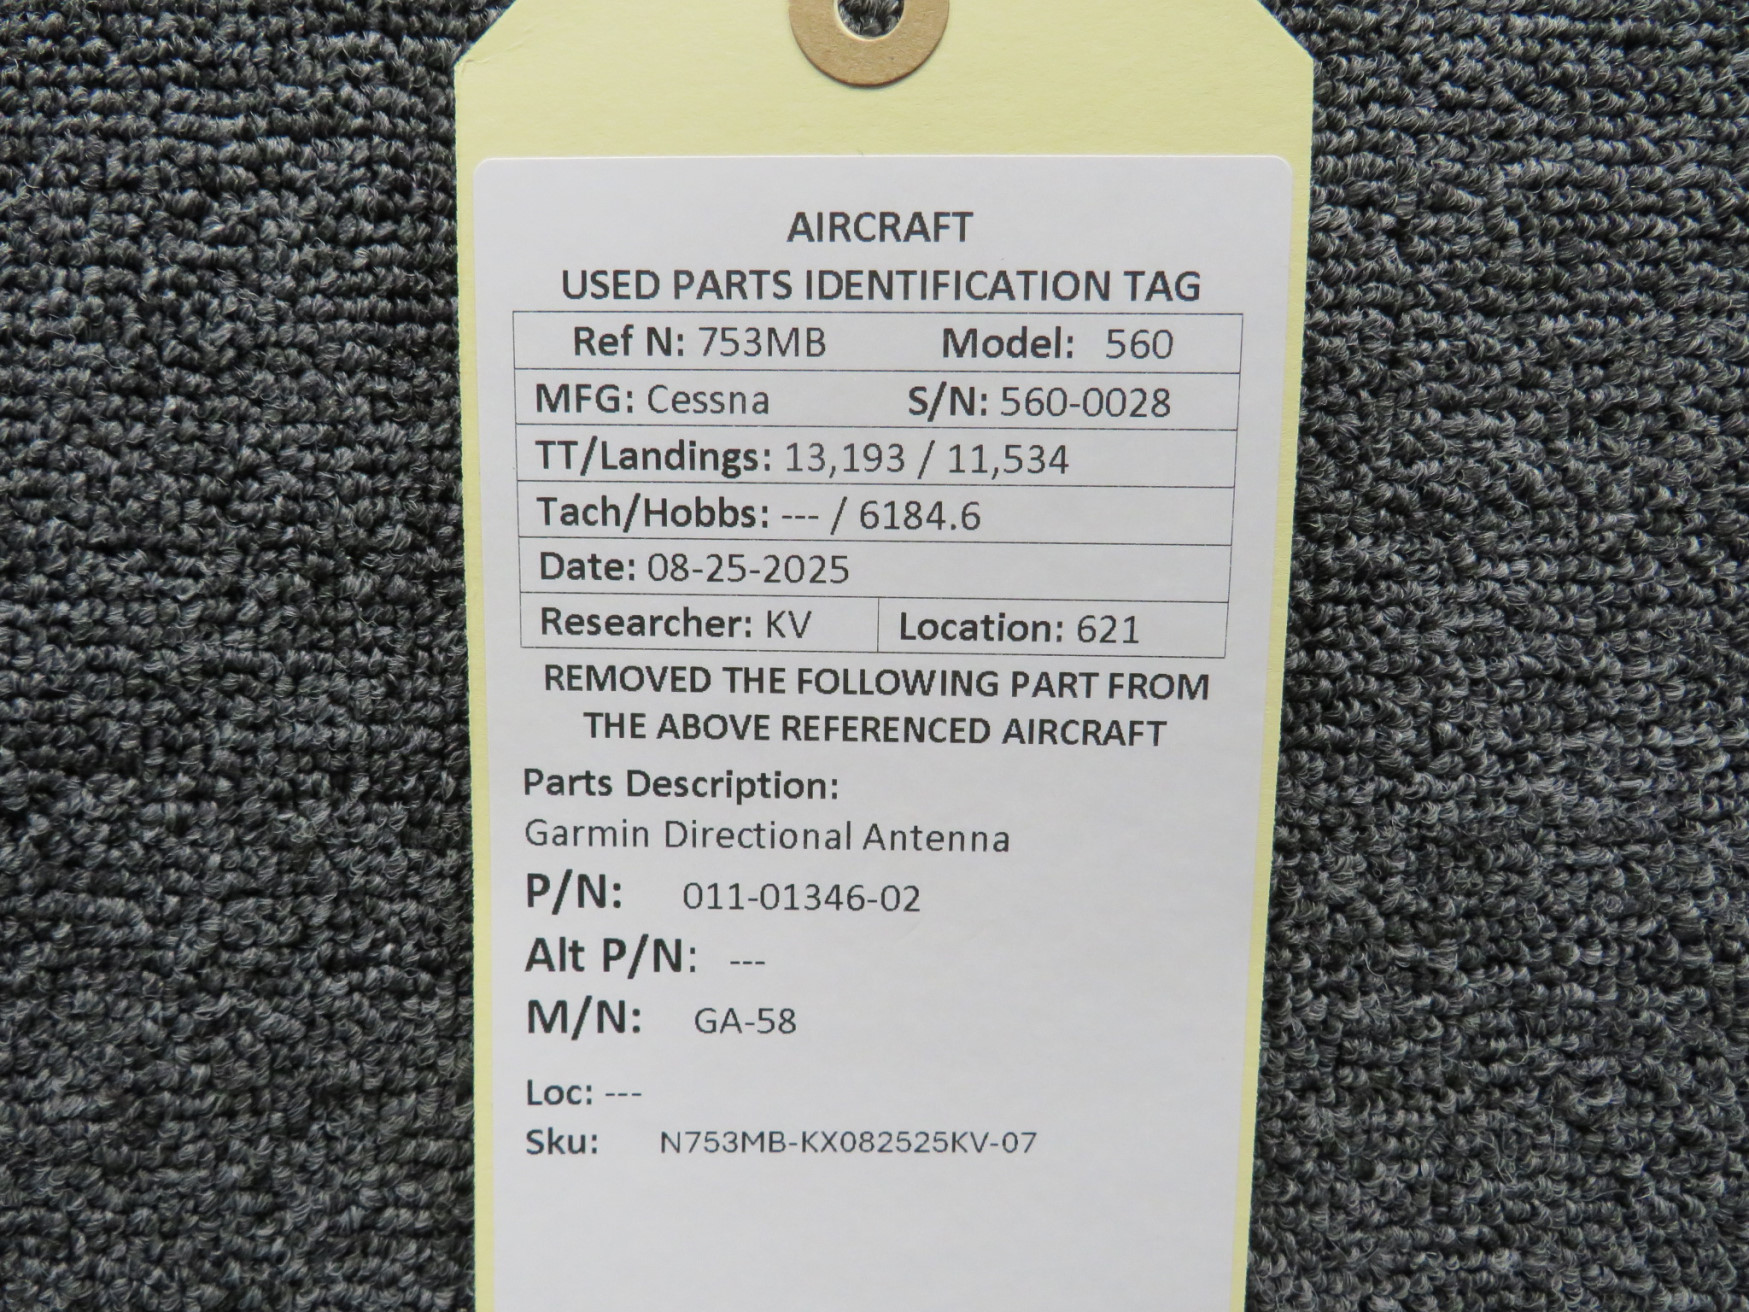 AIRCRAFT
USED PARTS IDENTIFICATION TAG
Ref N: 753MB Model: 560
MFG: Cessna S/N: 560-0028
TT/Landings: 13,193 / 11,534
Tach/Hobbs: --- / 6184.6
Date: 08-25-2025
Researcher: KV Location: 621
REMOVED THE FOLLOWING PART FROM
THE ABOVE REFERENCED AIRCRAFT
Parts Description:
Garmin Directional Antenna
P/N: 011-01346-02
Alt P/N: ---
M/N: GA-58
Loc: ---
Sku: N753MB-KX082525KV-07